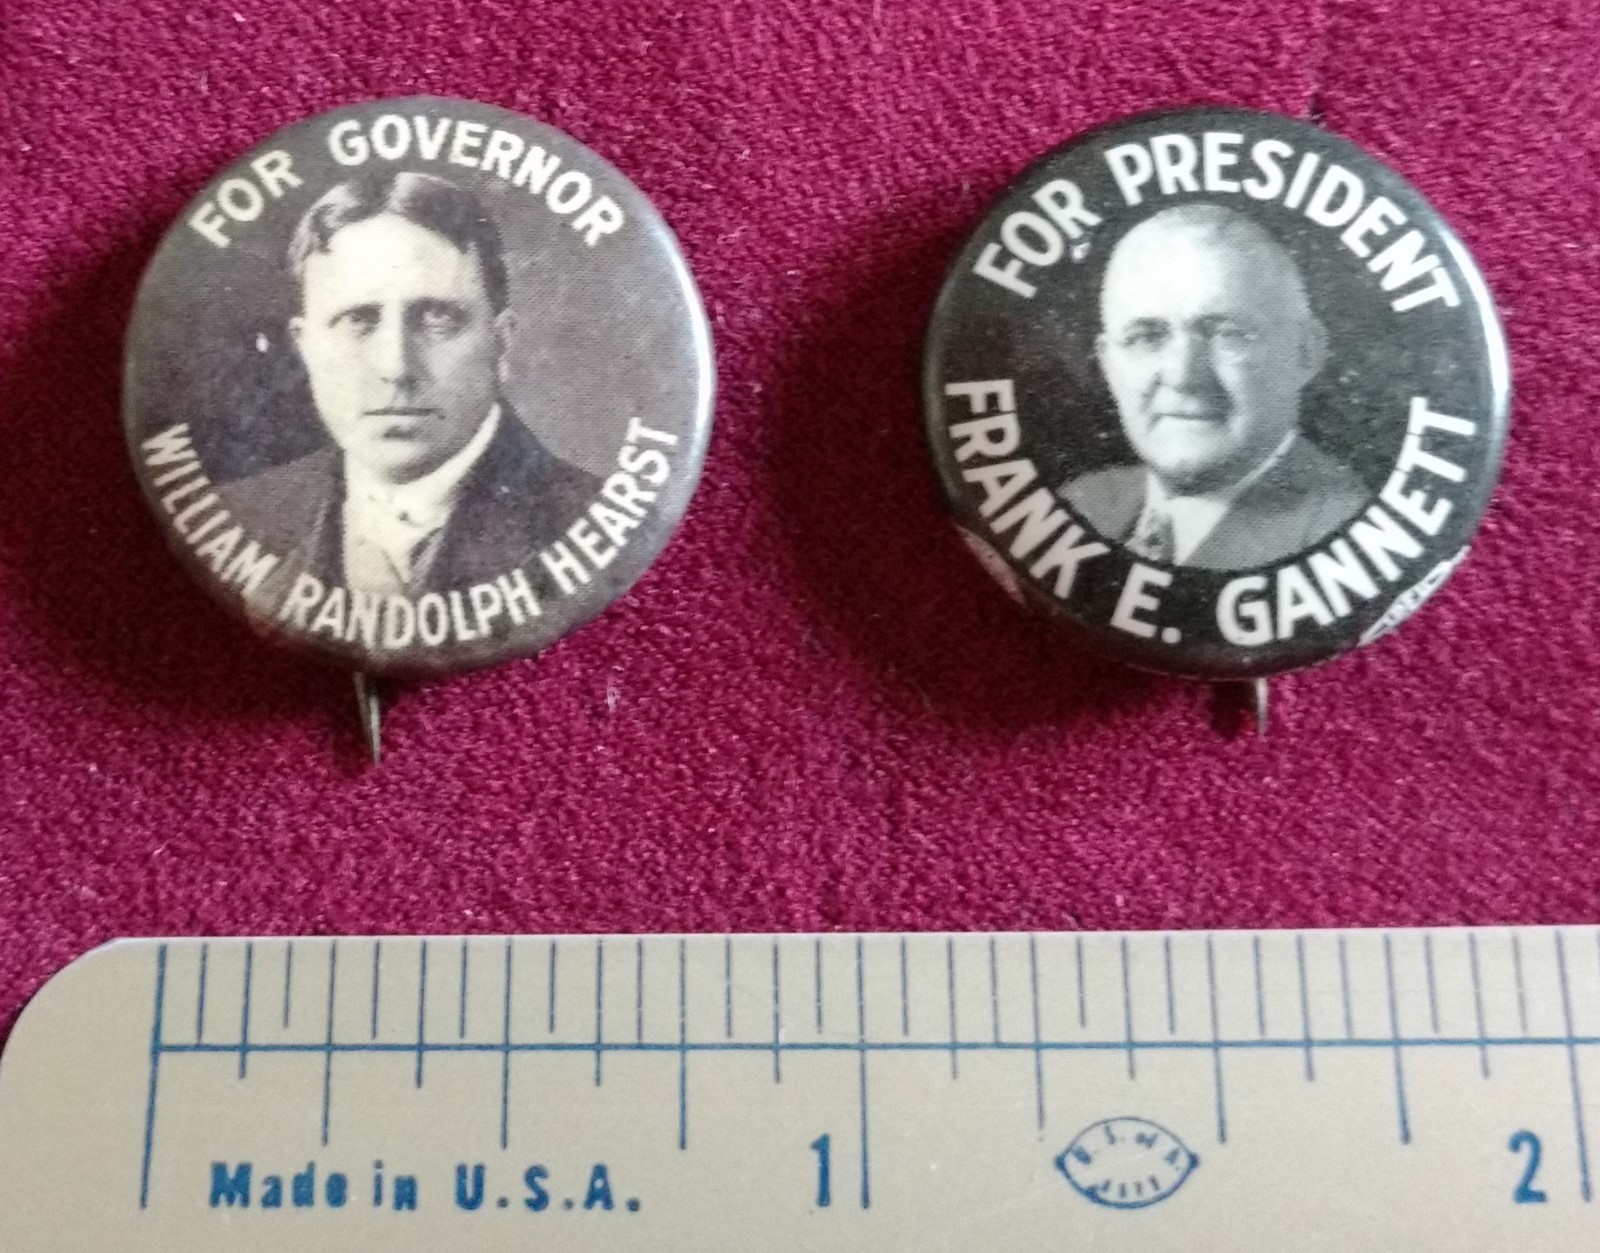 FOR GOVERNOR
WILLIAM RANDOLPH HEARST
FOR PRESIDENT
FRANK E. GANNETT
Made in U.S.A.
1
2